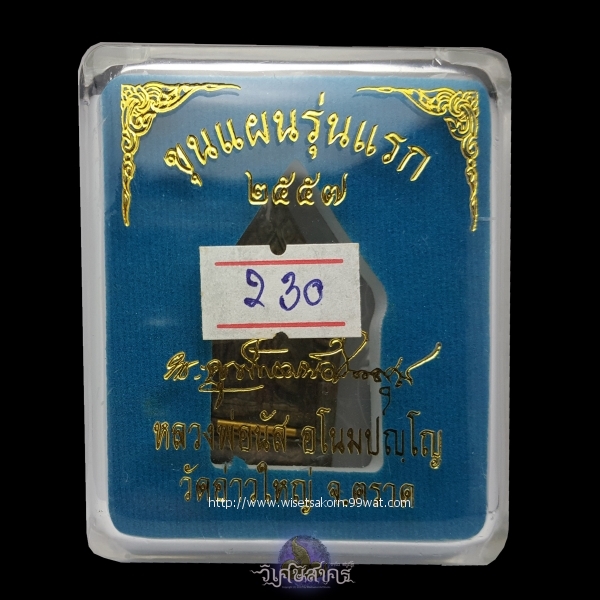 ขุนแผนรุ่นแรก
๒๕๕๗
230
หลวงพ่อนัส อโนมปญฺโญ
วัดอ่าวใหญ่ จ.ตราด
http://www.wisetsakorn.99wat.com
วิเศษสาคร